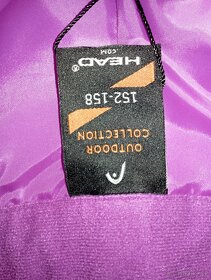 OUTDOOR
COLLECTION
152-158
HEAD
.COM